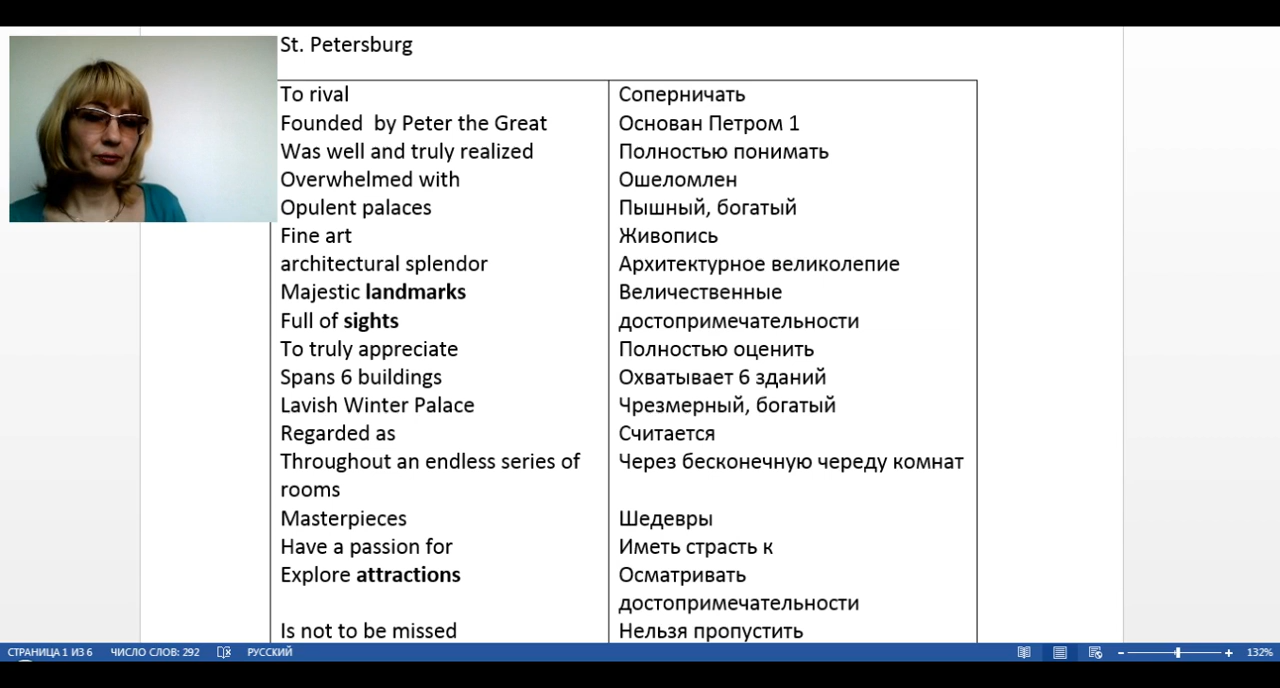 St. Petersburg
To rival
Founded  by Peter the Great
Was well and truly realized
Overwhelmed with
Opulent palaces
Fine art
architectural splendor
Majestic landmarks
Full of sights
To truly appreciate
Spans 6 buildings
Lavish Winter Palace
Regarded as
Throughout an endless series of
rooms
Masterpieces
Have a passion for
Explore attractions
Is not to be missed
Соперничать
Основан Петром 1
Полностью понимать
Ошеломлен
Пышный, богатый
Живопись
Архитектурное великолепие
Величественные
достопримечательности
Полностью оценить
Охватывает 6 зданий
Чрезмерный, богатый
Считается
Через бесконечную череду комнат
Шедевры
Иметь страсть к
Осматривать
достопримечательности
Нельзя пропустить
СТРАНИЦА 1 ИЗ 6 ЧИСЛО СЛОВ: 292 РУССКИЙ 132%